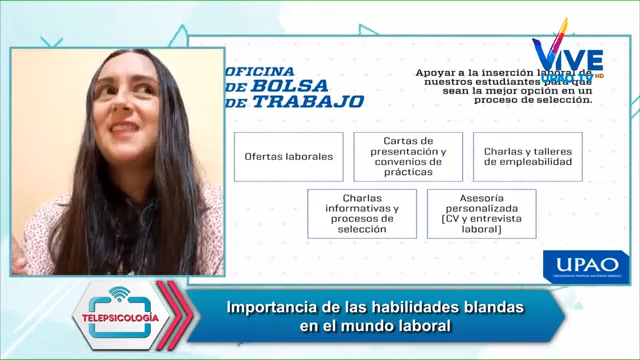 OFICINA
DE BOLSA
DE TRABAJO
VIVE
UPAO TV HD
Apoyar a la inserción laboral de
nuestros estudiantes para que
sean la mejor opción en un
proceso de selección.
Ofertas laborales
Cartas de
presentación y
convenios de
prácticas
Charlas y talleres
de empleabilidad
Charlas
informativas y
procesos de
selección
Asesoría
personalizada
(CV y entrevista
laboral)
UPAO
TELEPSICOLOGÍA
Importancia de las habilidades blandas
en el mundo laboral